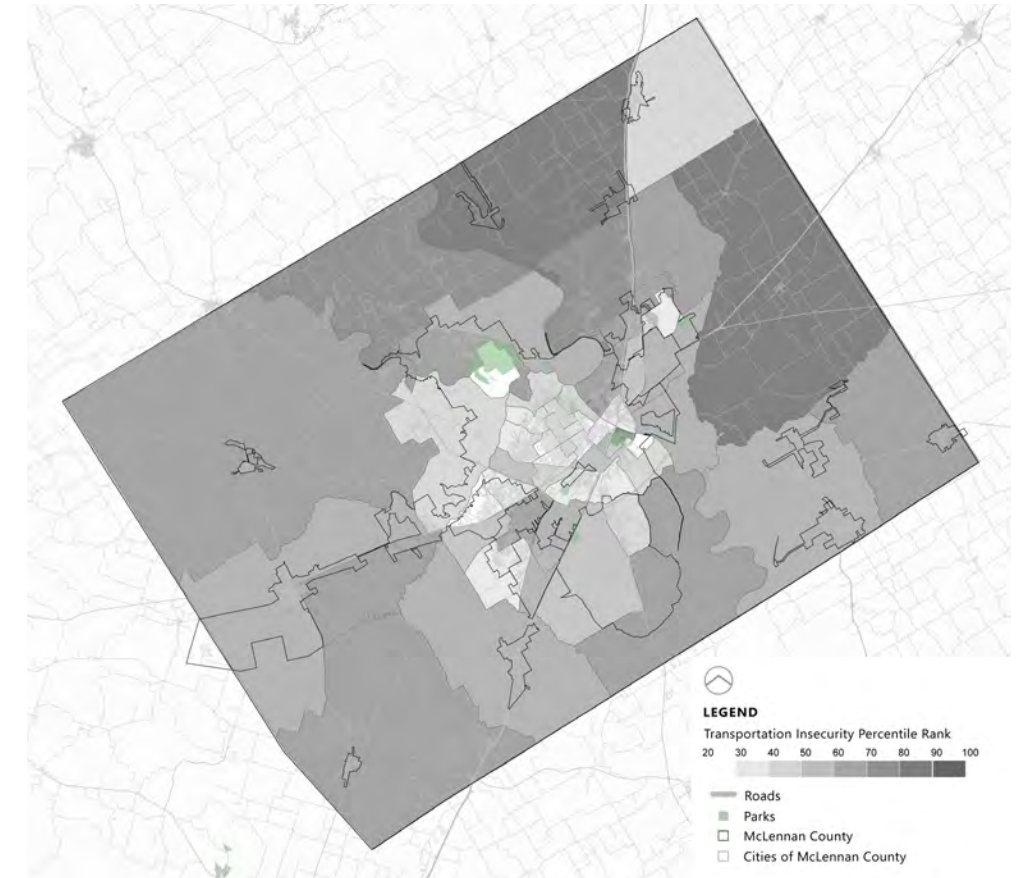 LEGEND
Transportation Insecurity Percentile Rank
20 30 40 50 60 70 80 90 100
Roads
Parks
McLennan County
Cities of McLennan County